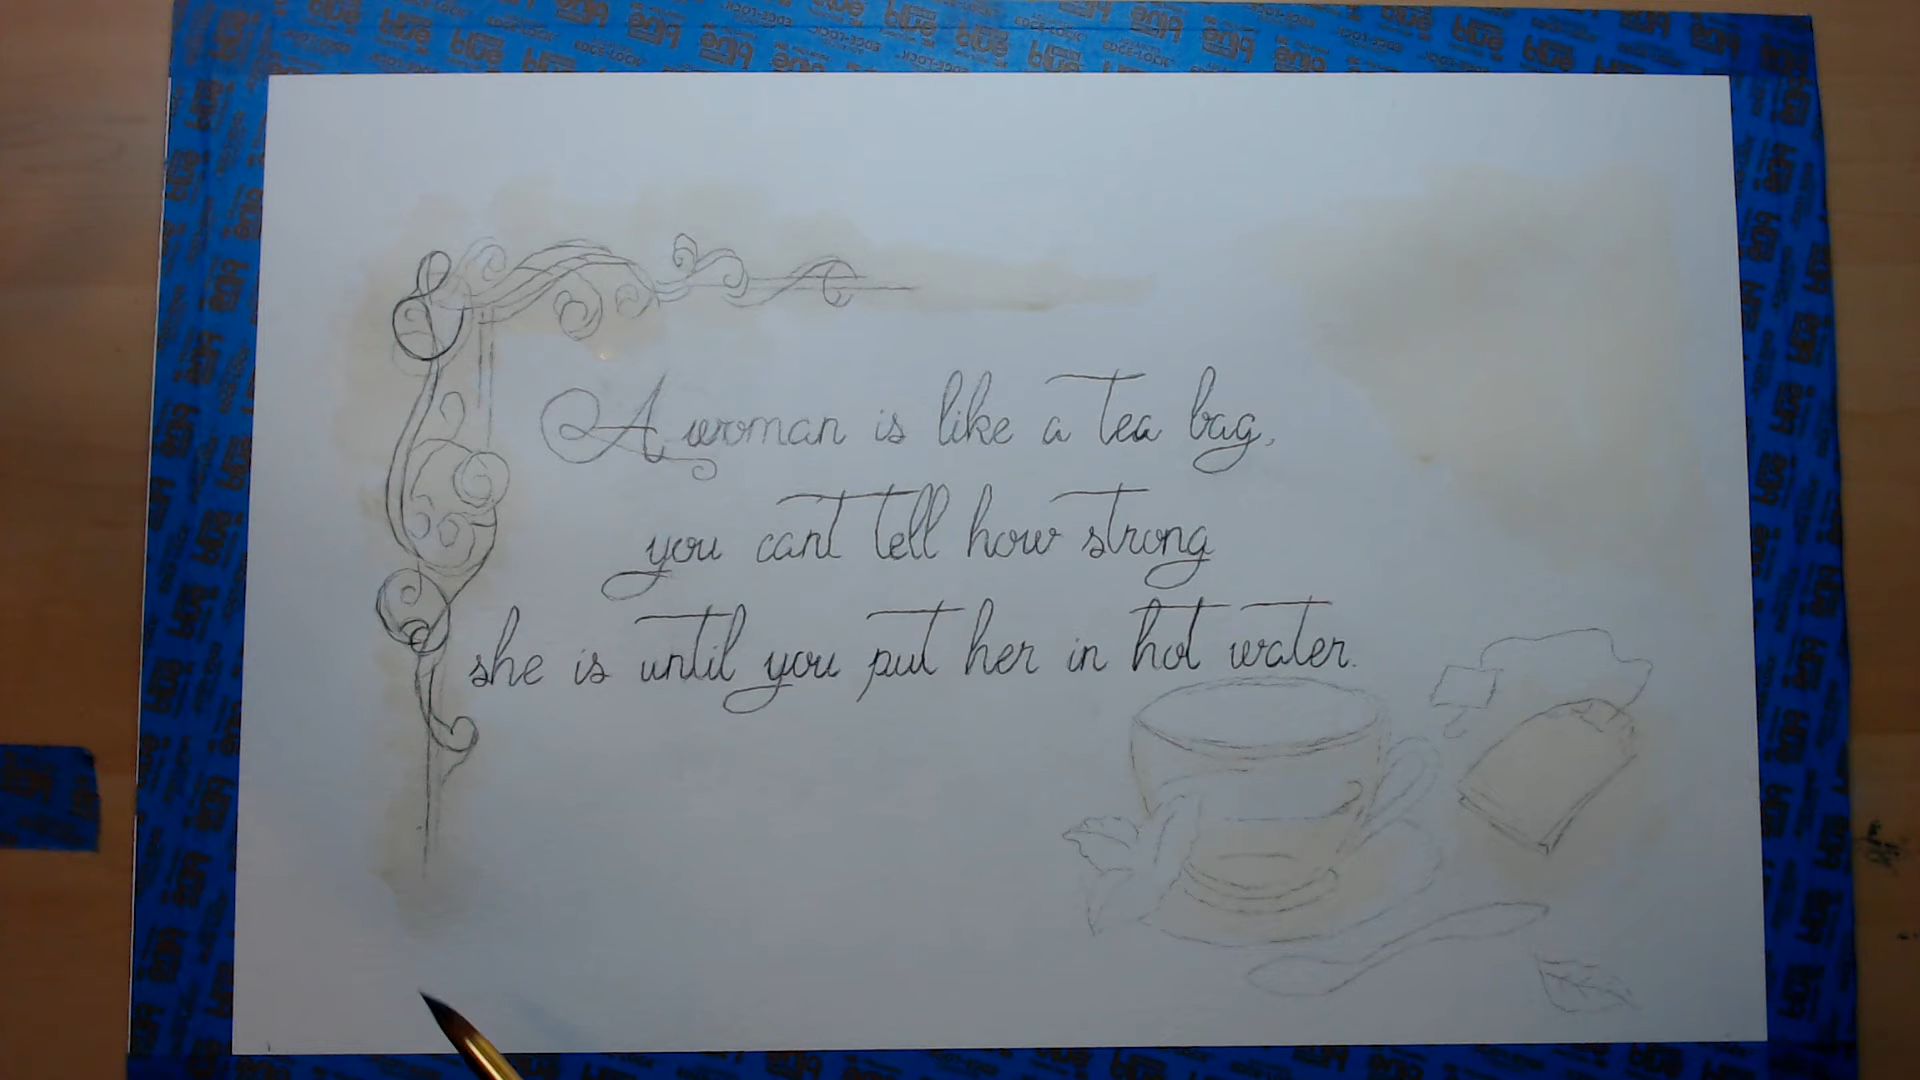 A woman is like a tea bag,
you cant tell how strong
she is until you put her in hot water.